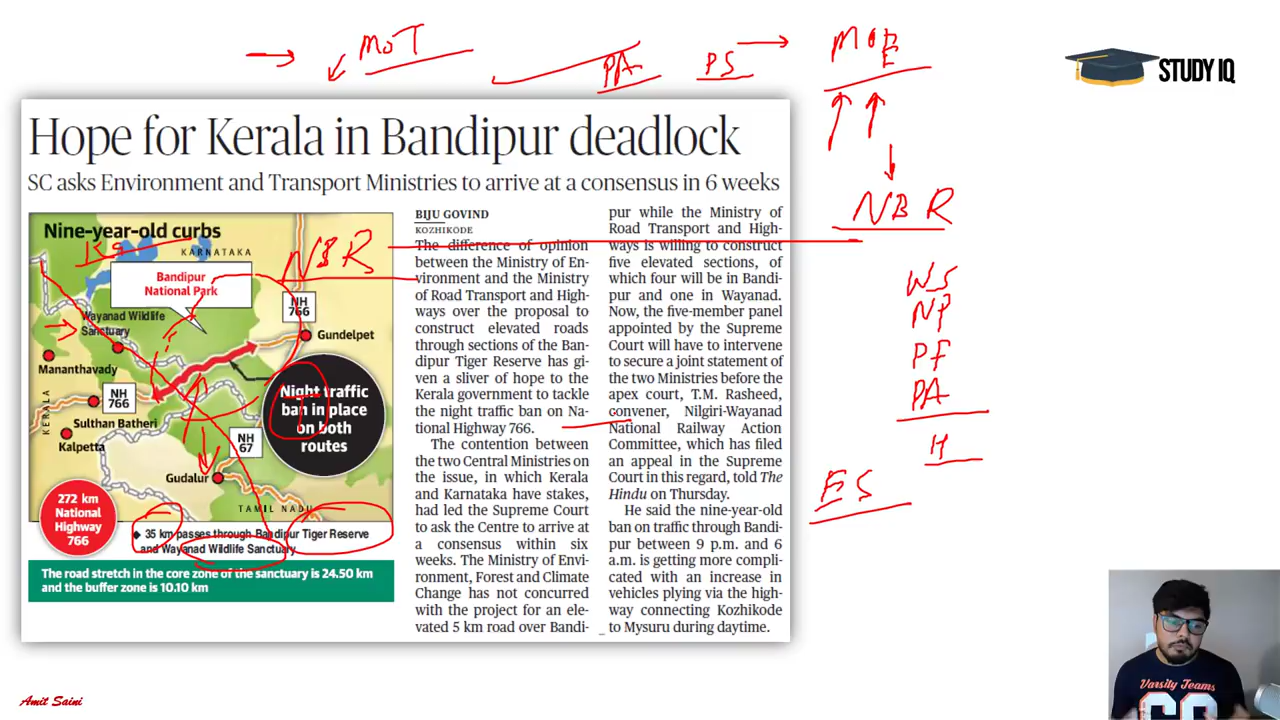 MoT
PA
PS
MOE
STUDY IQ
Hope for Kerala in Bandipur deadlock
SC asks Environment and Transport Ministries to arrive at a consensus in 6 weeks
Nine-year-old curbs
KARNATAKA
Bandipur
National Park
NBR
Wayanad Wildlife
Sanctuary
NH
766
Gundelpet
Mananthavady
KERALA
NH
766
Sulthan Batheri
Kalpetta
NH
67
Gudalur
TAMIL NADU
Night traffic
ban in place
on both
routes
272 km
National
Highway
766
35 km passes through Bandipur Tiger Reserve
and Wayanad Wildlife Sanctuary
The road stretch in the core zone of the sanctuary is 24.50 km
and the buffer zone is 10.10 km
BIJU GOVIND
KOZHIKODE
The difference of opinion
between the Ministry of En-
vironment and the Ministry
of Road Transport and High-
ways over the proposal to
construct elevated roads
through sections of the Ban-
dipur Tiger Reserve has gi-
ven a sliver of hope to the
Kerala government to tackle
the night traffic ban on Na-
tional Highway 766.
The contention between
the two Central Ministries on
the issue, in which Kerala
and Karnataka have stakes,
had led the Supreme Court
to ask the Centre to arrive at
a consensus within six
weeks. The Ministry of Envi-
ronment, Forest and Climate
Change has not concurred
with the project for an ele-
vated 5 km road over Bandi-
pur while the Ministry of
Road Transport and High-
ways is willing to construct
five elevated sections, of
which four will be in Bandi-
pur and one in Wayanad.
Now, the five-member panel
appointed by the Supreme
Court will have to intervene
to secure a joint statement of
the two Ministries before the
apex court, T.M. Rasheed,
convener, Nilgiri-Wayanad
National Railway Action
Committee, which has filed
an appeal in the Supreme
Court in this regard, told The
Hindu on Thursday.
He said the nine-year-old
ban on traffic through Bandi-
pur between 9 p.m. and 6
a.m. is getting more compli-
cated with an increase in
vehicles plying via the high-
way connecting Kozhikode
to Mysuru during daytime.
NBR
WS
NP
PF
PA
H
ES
VARSITY TEAMS
Amit Saini